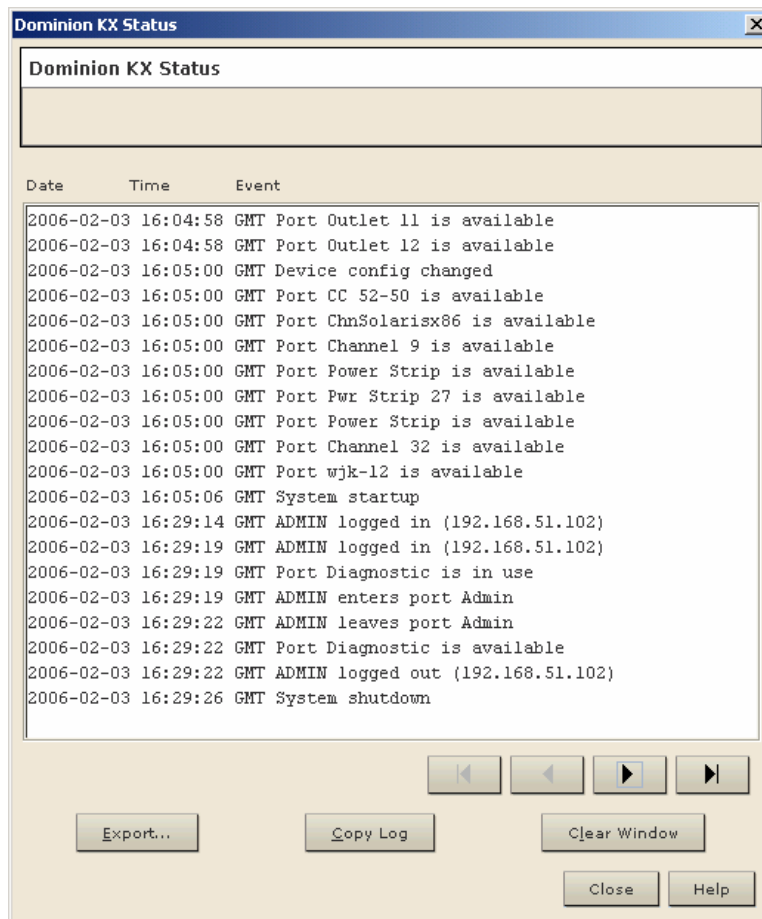 Dominion KX Status
Dominion KX Status
Date Time Event
2006-02-03 16:04:58 GMT Port Outlet 11 is available
2006-02-03 16:04:58 GMT Port Outlet 12 is available
2006-02-03 16:05:00 GMT Device config changed
2006-02-03 16:05:00 GMT Port CC 52-50 is available
2006-02-03 16:05:00 GMT Port ChnSolarisx86 is available
2006-02-03 16:05:00 GMT Port Channel 9 is available
2006-02-03 16:05:00 GMT Port Power Strip is available
2006-02-03 16:05:00 GMT Port Pwr Strip 27 is available
2006-02-03 16:05:00 GMT Port Power Strip is available
2006-02-03 16:05:00 GMT Port Channel 32 is available
2006-02-03 16:05:00 GMT Port wjk-12 is available
2006-02-03 16:05:06 GMT System startup
2006-02-03 16:29:14 GMT ADMIN logged in (192.168.51.102)
2006-02-03 16:29:19 GMT ADMIN logged in (192.168.51.102)
2006-02-03 16:29:19 GMT Port Diagnostic is in use
2006-02-03 16:29:19 GMT ADMIN enters port Admin
2006-02-03 16:29:22 GMT ADMIN leaves port Admin
2006-02-03 16:29:22 GMT Port Diagnostic is available
2006-02-03 16:29:22 GMT ADMIN logged out (192.168.51.102)
2006-02-03 16:29:26 GMT System shutdown
Export... Copy Log Clear Window
Close Help